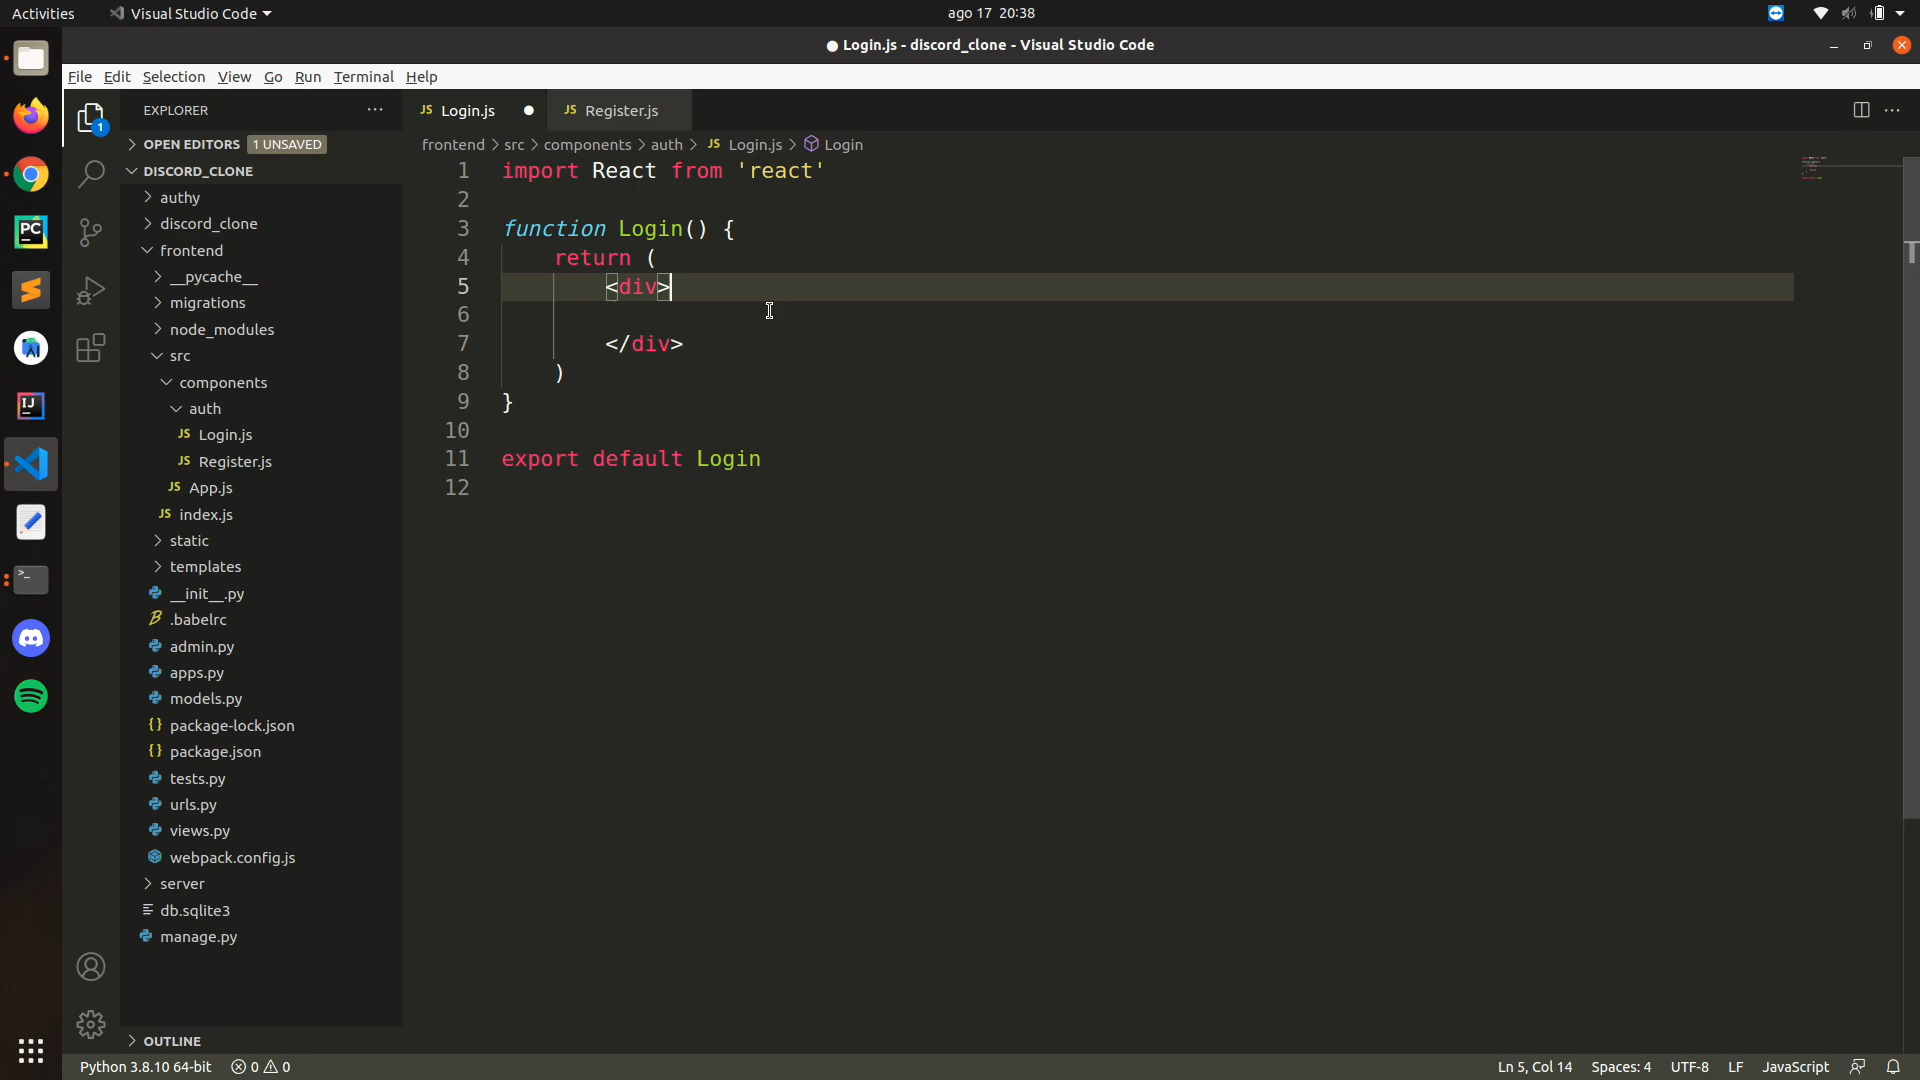 Activities Visual Studio Code ago 17 20:38
Login.js - discord_clone - Visual Studio Code
File Edit Selection View Go Run Terminal Help
EXPLORER
Login.js
Register.js
OPEN EDITORS 1 UNSAVED
frontend > src > components > auth > JS Login.js > Login
DISCORD_CLONE
authy
discord_clone
frontend
__pycache__
migrations
node_modules
src
components
auth
JS Login.js
JS Register.js
JS App.js
JS index.js
static
templates
__init__.py
.babelrc
admin.py
apps.py
models.py
{} package-lock.json
{} package.json
tests.py
urls.py
views.py
webpack.config.js
server
db.sqlite3
manage.py
OUTLINE
1 import React from 'react'
2
3 function Login() {
4 return (
5 <div>
6
7 </div>
8 )
9 }
10
11 export default Login
12
Python 3.8.10 64-bit 0 0 Ln 5, Col 14 Spaces: 4 UTF-8 LF JavaScript